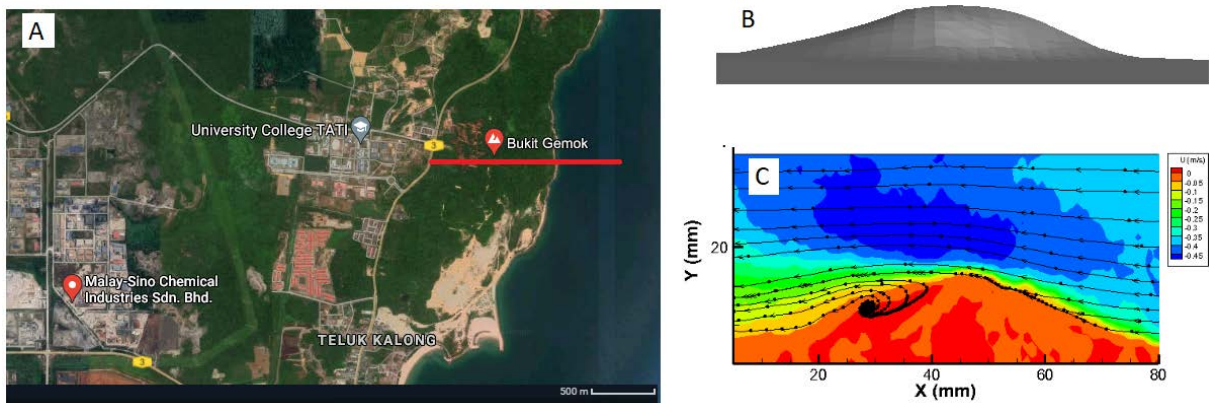 A
University College TATI
3
Bukit Gemok
Malay-Sino Chemical
Industries Sdn. Bhd.
TELUK KALONG
3
500 m
B
C
U (m/s)
0
-0.05
-0.1
-0.15
-0.2
-0.25
-0.3
-0.35
-0.4
-0.45
Y (mm)
20
20
40
60
80
X (mm)